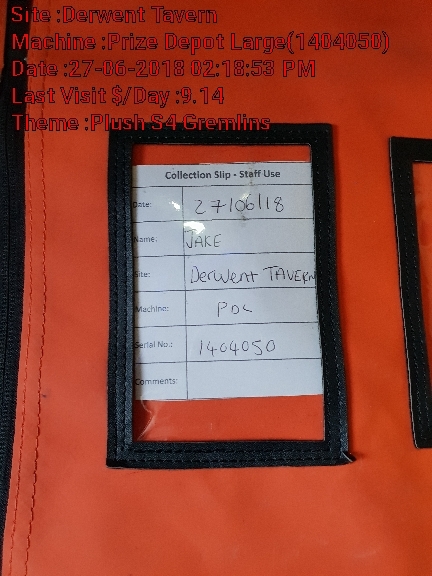 Site :Derwent Tavern
Machine :Prize Depot Large(1404050)
Date :27-06-2018 02:18:53 PM
Last Visit $/Day :9.14
Theme :Plush S4 Gremlins
Collection Slip - Staff Use
Date: 27/06/18
Name: JAKE
Site: Derwent TAVERN
Machine: PDL
Serial No.: 1404050
Comments: